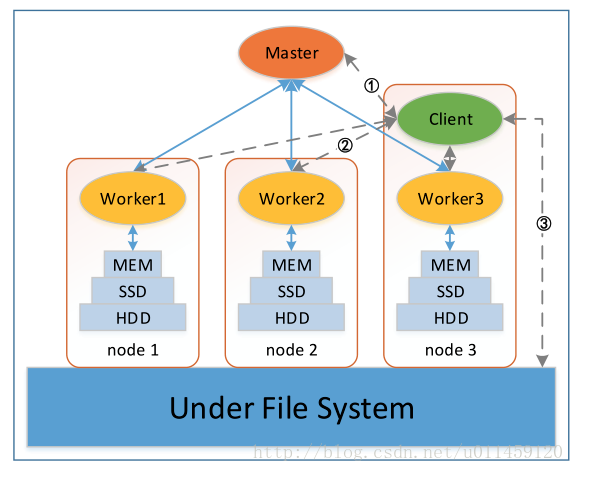 Master
①
Client
②
Worker1
Worker2
Worker3
③
MEM
MEM
MEM
SSD
SSD
SSD
HDD
HDD
HDD
node 1
node 2
node 3
Under File System
http://blog.csdn.net/u011459120